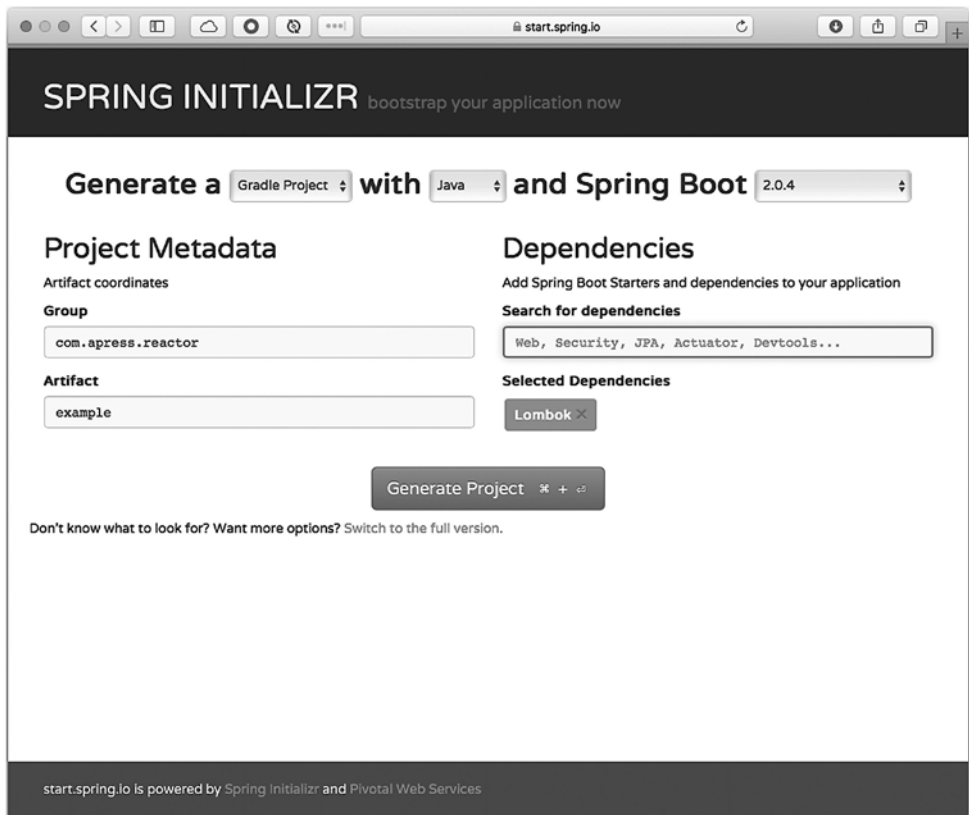 start.spring.io
SPRING INITIALIZR bootstrap your application now
Generate a Gradle Project with Java and Spring Boot 2.0.4
Project Metadata
Artifact coordinates
Group
com.apress.reactor
Artifact
example
Dependencies
Add Spring Boot Starters and dependencies to your application
Search for dependencies
Web, Security, JPA, Actuator, Devtools...
Selected Dependencies
Lombok ×
Generate Project ⌘ + ⏎
Don't know what to look for? Want more options? Switch to the full version.
start.spring.io is powered by Spring Initializr and Pivotal Web Services